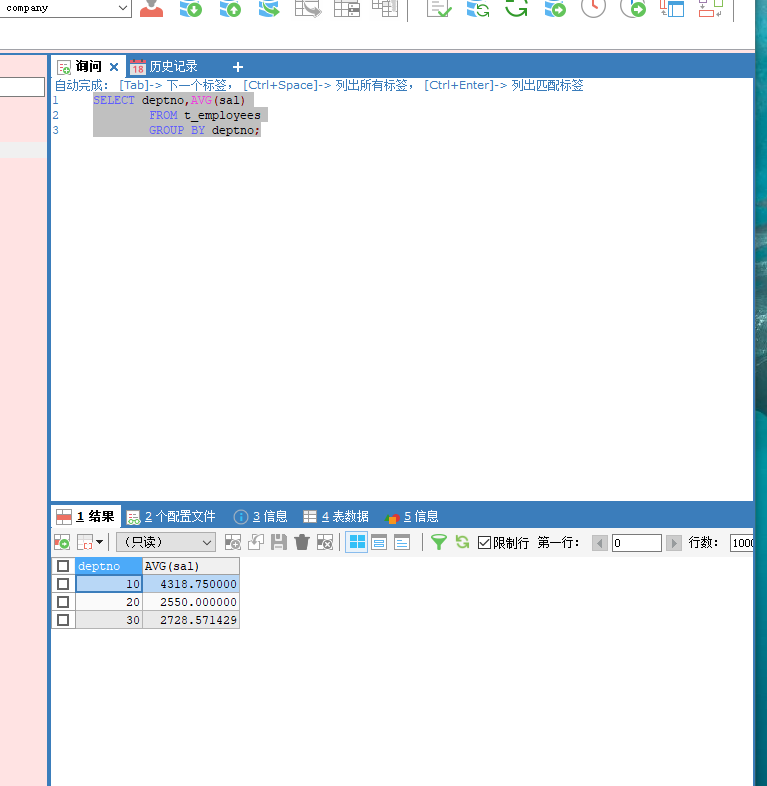 company
18
询问
18 历史记录
+
自动完成: [Tab]-> 下一个标签, [Ctrl+Space]-> 列出所有标签, [Ctrl+Enter]-> 列出匹配标签
1 SELECT deptno,AVG(sal)
2 FROM t_employees
3 GROUP BY deptno;
1 结果 2 个配置文件 3 信息 4 表数据 5 信息
(只读) 限制行 第一行: 0 行数: 1000
deptno AVG(sal)
10 4318.750000
20 2550.000000
30 2728.571429